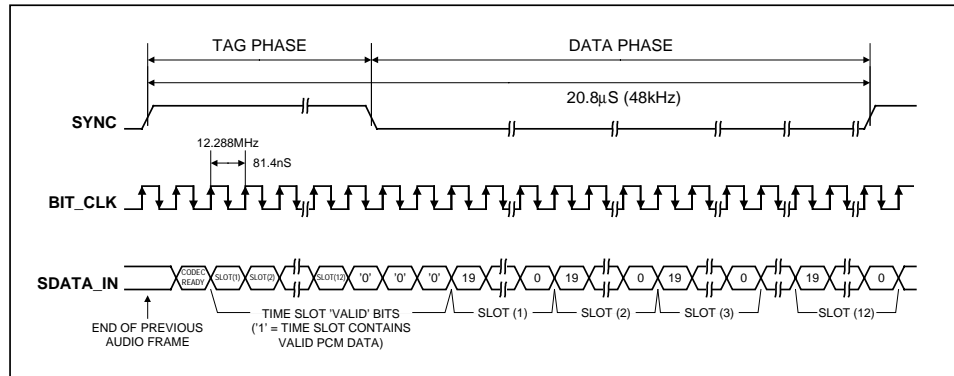 TAG PHASE
DATA PHASE
20.8µS (48kHz)
SYNC
12.288MHz
81.4nS
BIT_CLK
SDATA_IN
CODEC
READY
SLOT(1)
SLOT(2)
SLOT(12)
'0'
'0'
'0'
19
0
19
0
19
0
19
0
END OF PREVIOUS
AUDIO FRAME
TIME SLOT 'VALID' BITS
('1' = TIME SLOT CONTAINS
VALID PCM DATA)
SLOT (1)
SLOT (2)
SLOT (3)
SLOT (12)